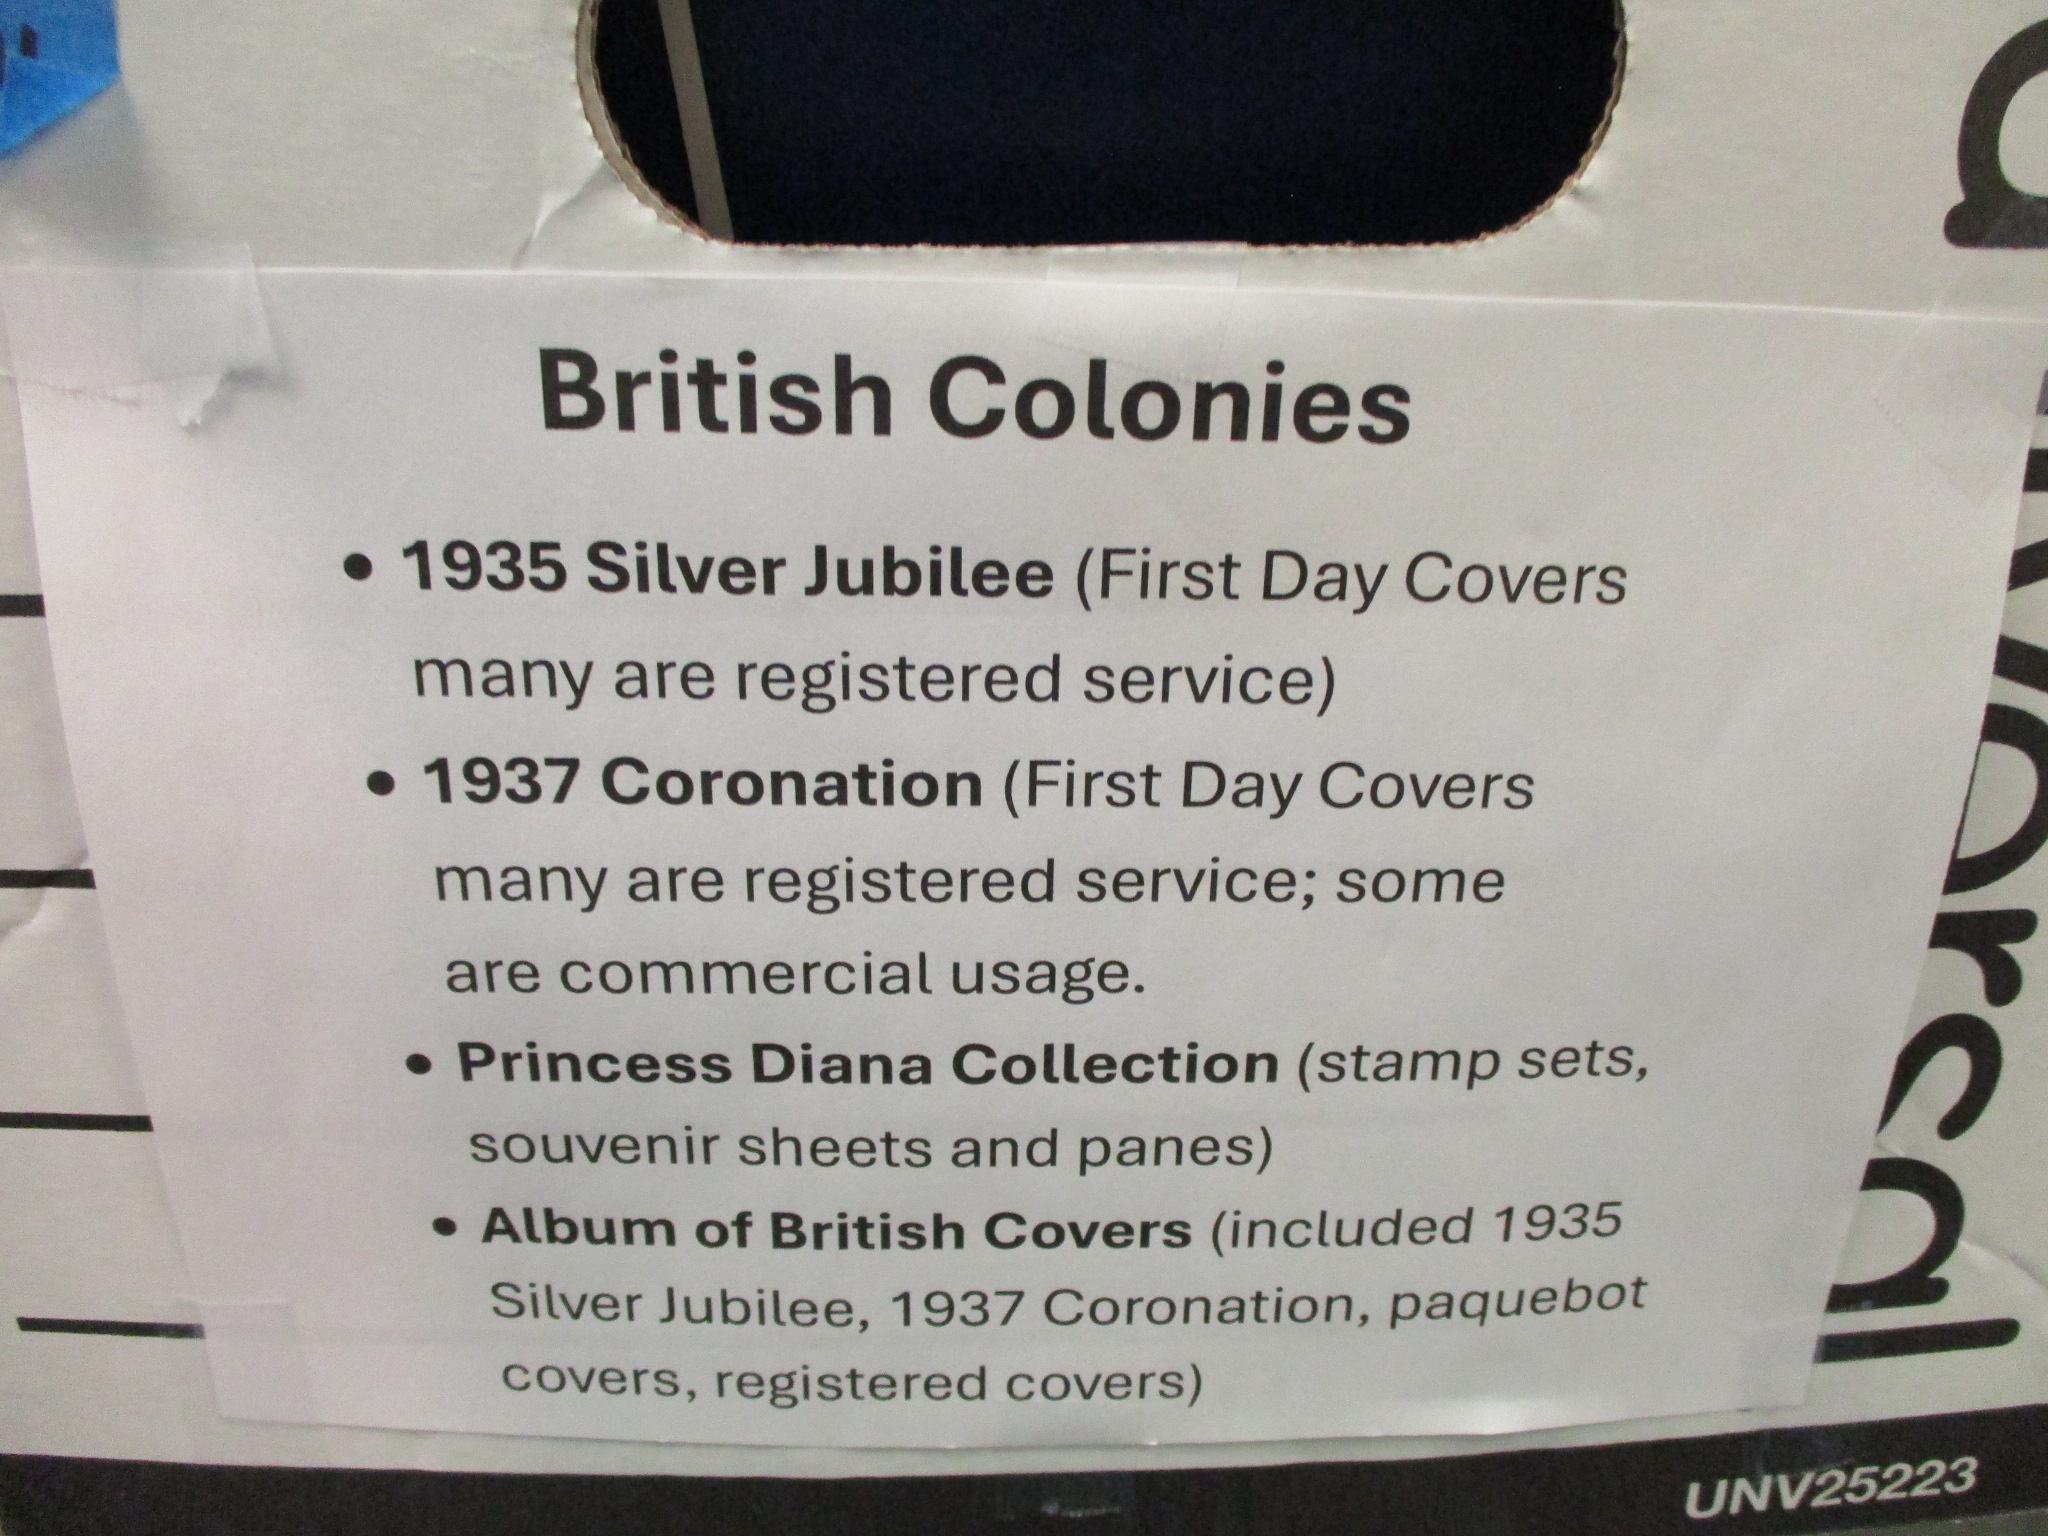 British Colonies
• 1935 Silver Jubilee (First Day Covers
many are registered service)
• 1937 Coronation (First Day Covers
many are registered service; some
are commercial usage.
• Princess Diana Collection (stamp sets,
souvenir sheets and panes)
• Album of British Covers (included 1935
Silver Jubilee, 1937 Coronation, paquebot
covers, registered covers)
UNV25223